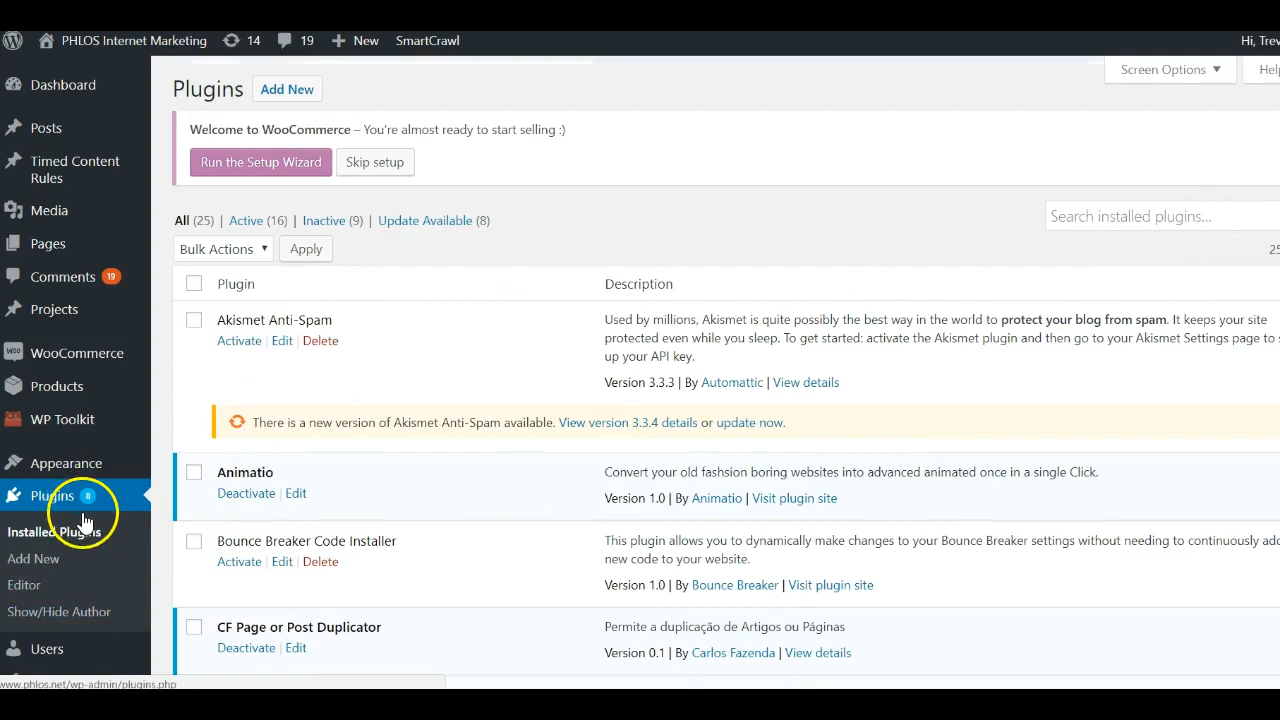 PHLOS Internet Marketing 14 19 New SmartCrawl Hi, Trev
Dashboard
Posts
Timed Content
Rules
Media
Pages
Comments 19
Projects
WooCommerce
Products
WP Toolkit
Appearance
Plugins 8
Installed Plugins
Add New
Editor
Show/Hide Author
Users
Screen Options ▼ Help
Plugins Add New
Welcome to WooCommerce – You're almost ready to start selling :)
Run the Setup Wizard Skip setup
All (25) | Active (16) | Inactive (9) | Update Available (8)
Search installed plugins...
Bulk Actions ▼ Apply 25
Plugin Description
Akismet Anti-Spam
Activate | Edit | Delete
Used by millions, Akismet is quite possibly the best way in the world to protect your blog from spam. It keeps your site
protected even while you sleep. To get started: activate the Akismet plugin and then go to your Akismet Settings page to s
up your API key.
Version 3.3.3 | By Automattic | View details
There is a new version of Akismet Anti-Spam available. View version 3.3.4 details or update now.
Animatio
Deactivate | Edit
Convert your old fashion boring websites into advanced animated once in a single Click.
Version 1.0 | By Animatio | Visit plugin site
Bounce Breaker Code Installer
Activate | Edit | Delete
This plugin allows you to dynamically make changes to your Bounce Breaker settings without needing to continuously add
new code to your website.
Version 1.0 | By Bounce Breaker | Visit plugin site
CF Page or Post Duplicator
Deactivate | Edit
Permite a duplicação de Artigos ou Páginas
Version 0.1 | By Carlos Fazenda | View details
www.phlos.net/wp-admin/plugins.php